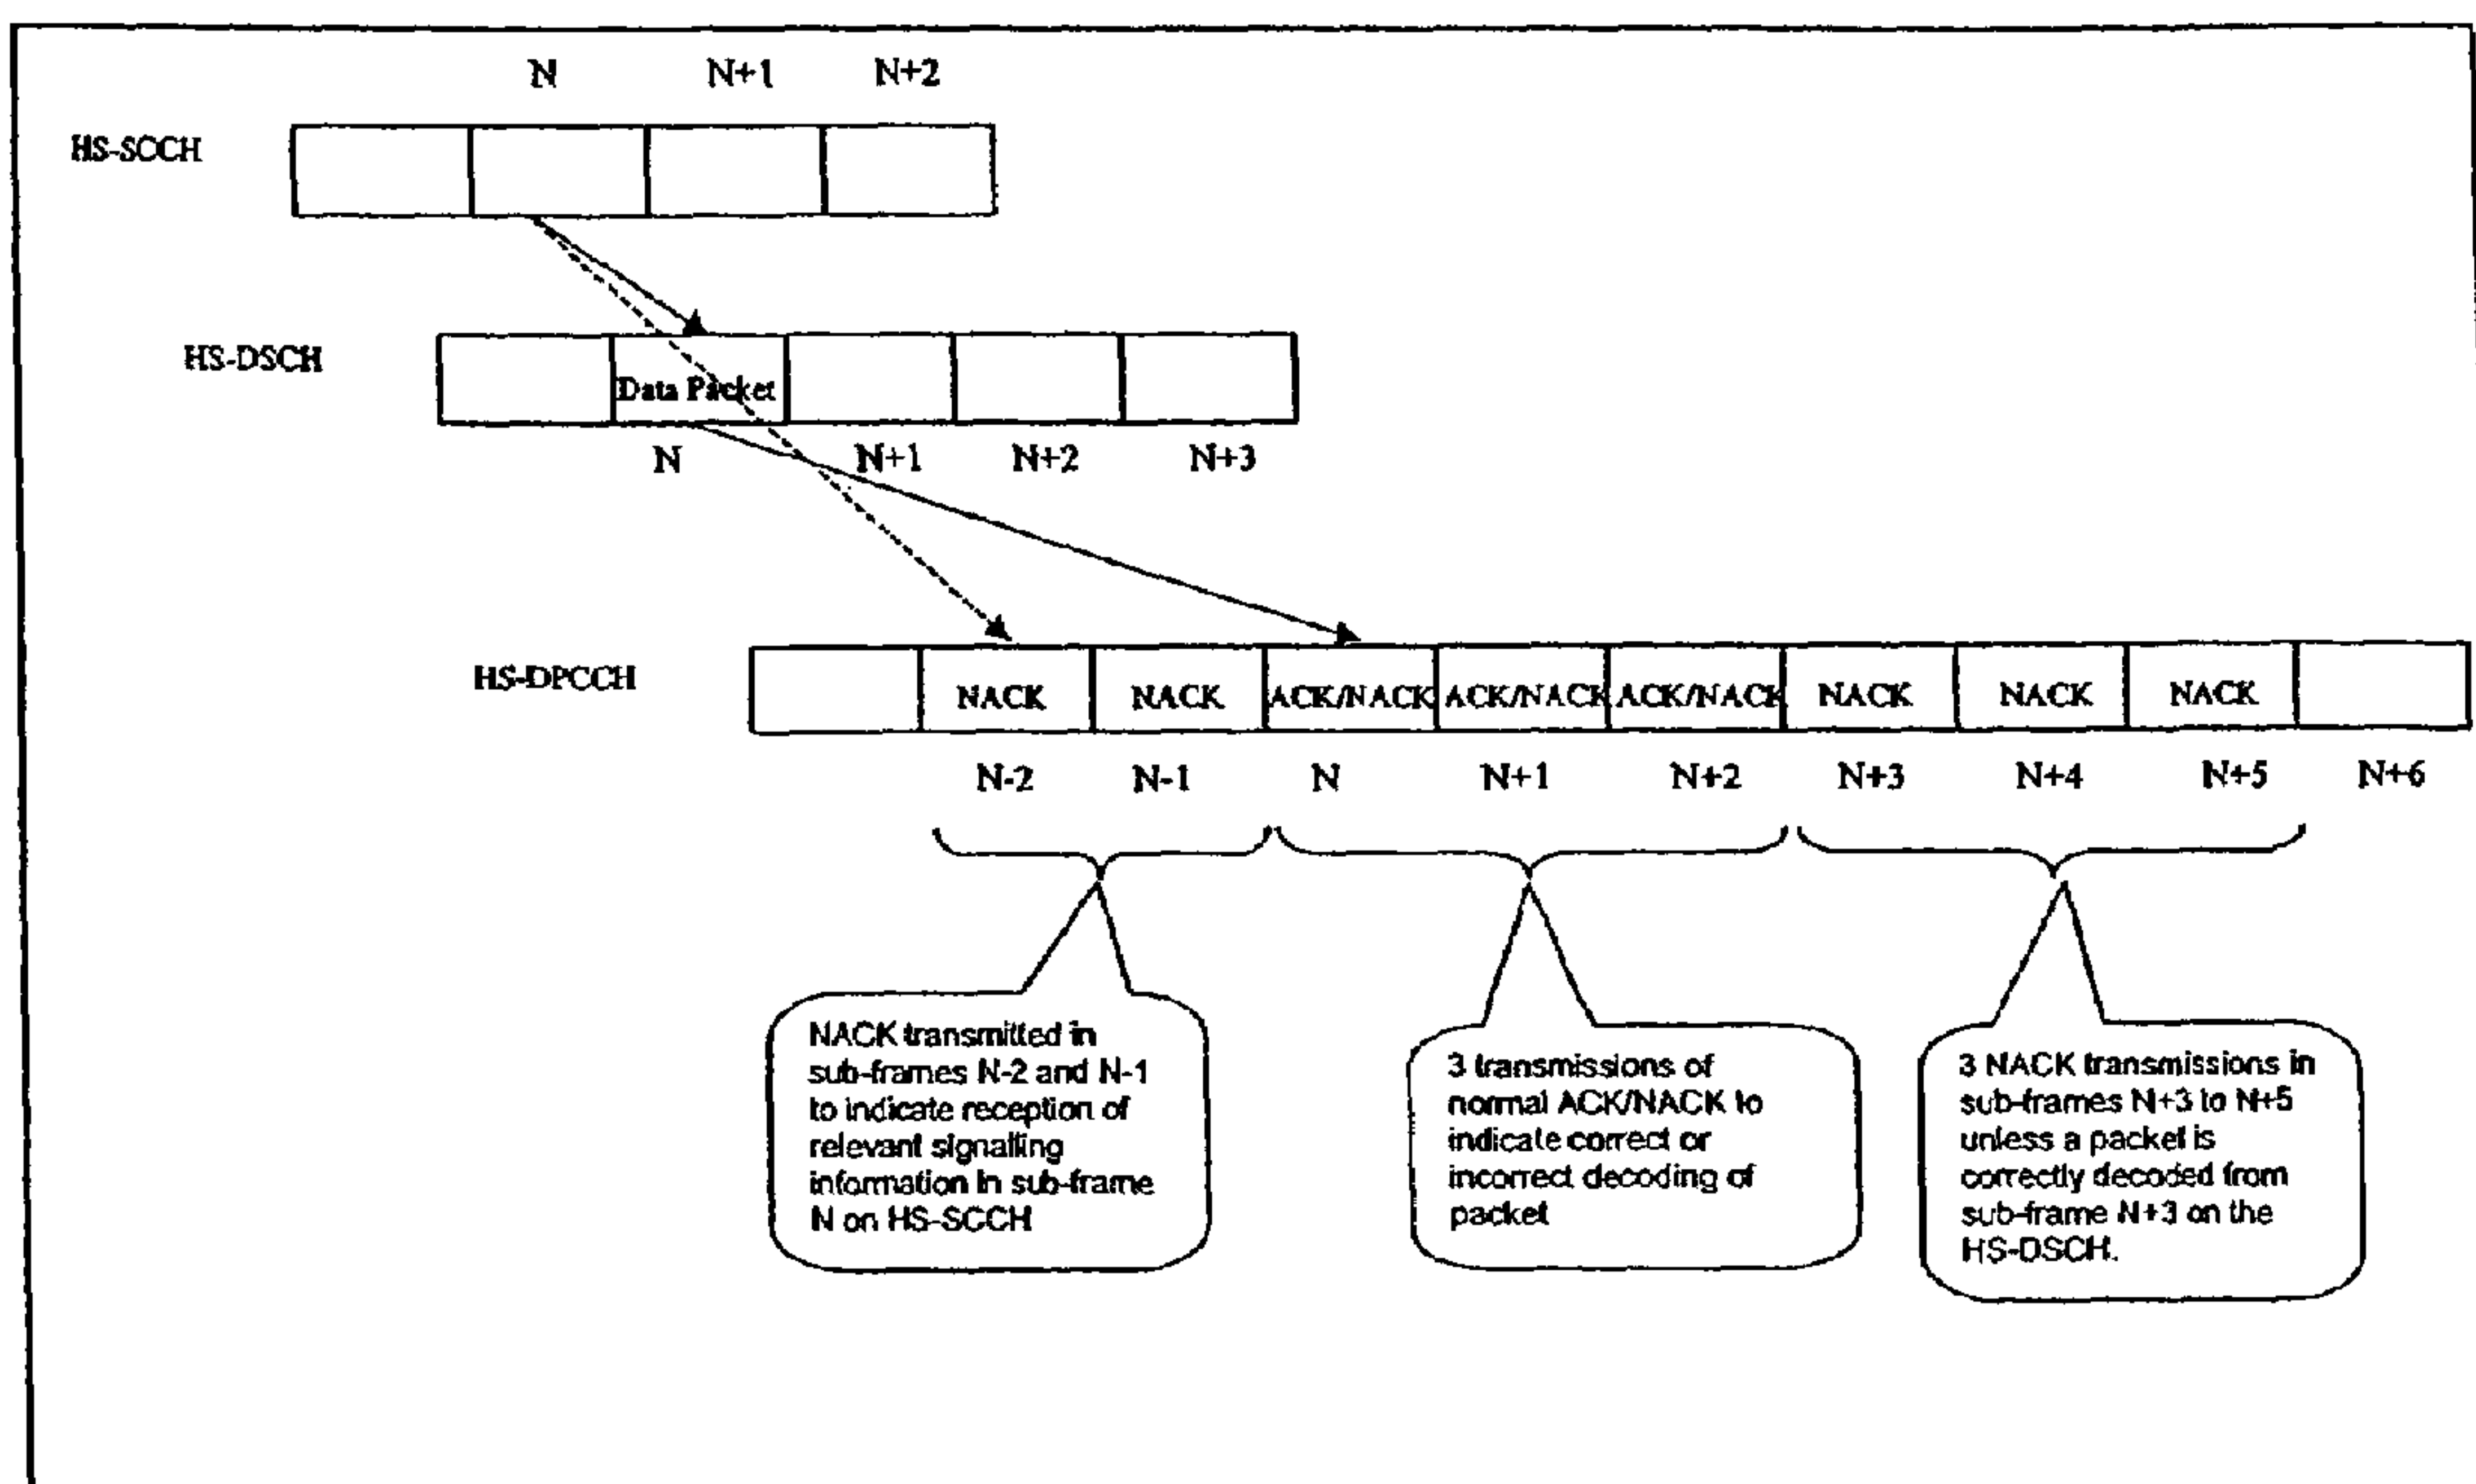 N N+1 N+2
HS-SCCH
HS-DSCH
Data Packet
N N+1 N+2 N+3
HS-DPCCH
NACK NACK ACK/NACK ACK/NACK ACK/NACK NACK NACK NACK
N-2 N-1 N N+1 N+2 N+3 N+4 N+5 N+6
NACK transmitted in
sub-frames N-2 and N-1
to indicate reception of
relevant signalling
information in sub-frame
N on HS-SCCH
3 transmissions of
normal ACK/NACK to
indicate correct or
incorrect decoding of
packet
3 NACK transmissions in
sub-frames N+3 to N+5
unless a packet is
correctly decoded from
sub-frame N+3 on the
HS-DSCH.